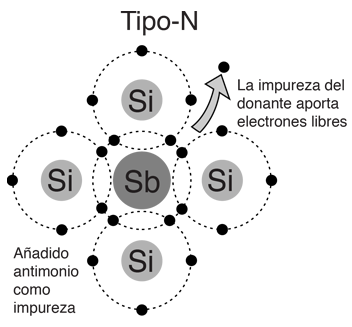 Tipo-N
Si
La impureza del
donante aporta
electrones libres
Si
Sb
Si
Añadido
antimonio
como
impureza
Si